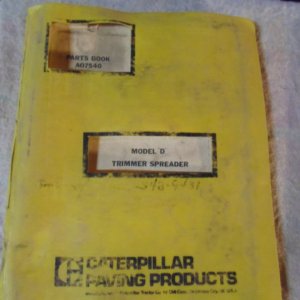 PARTS BOOK
A07540
MODEL D
TRIMMER SPREADER
CATERPILLAR
PAVING PRODUCTS